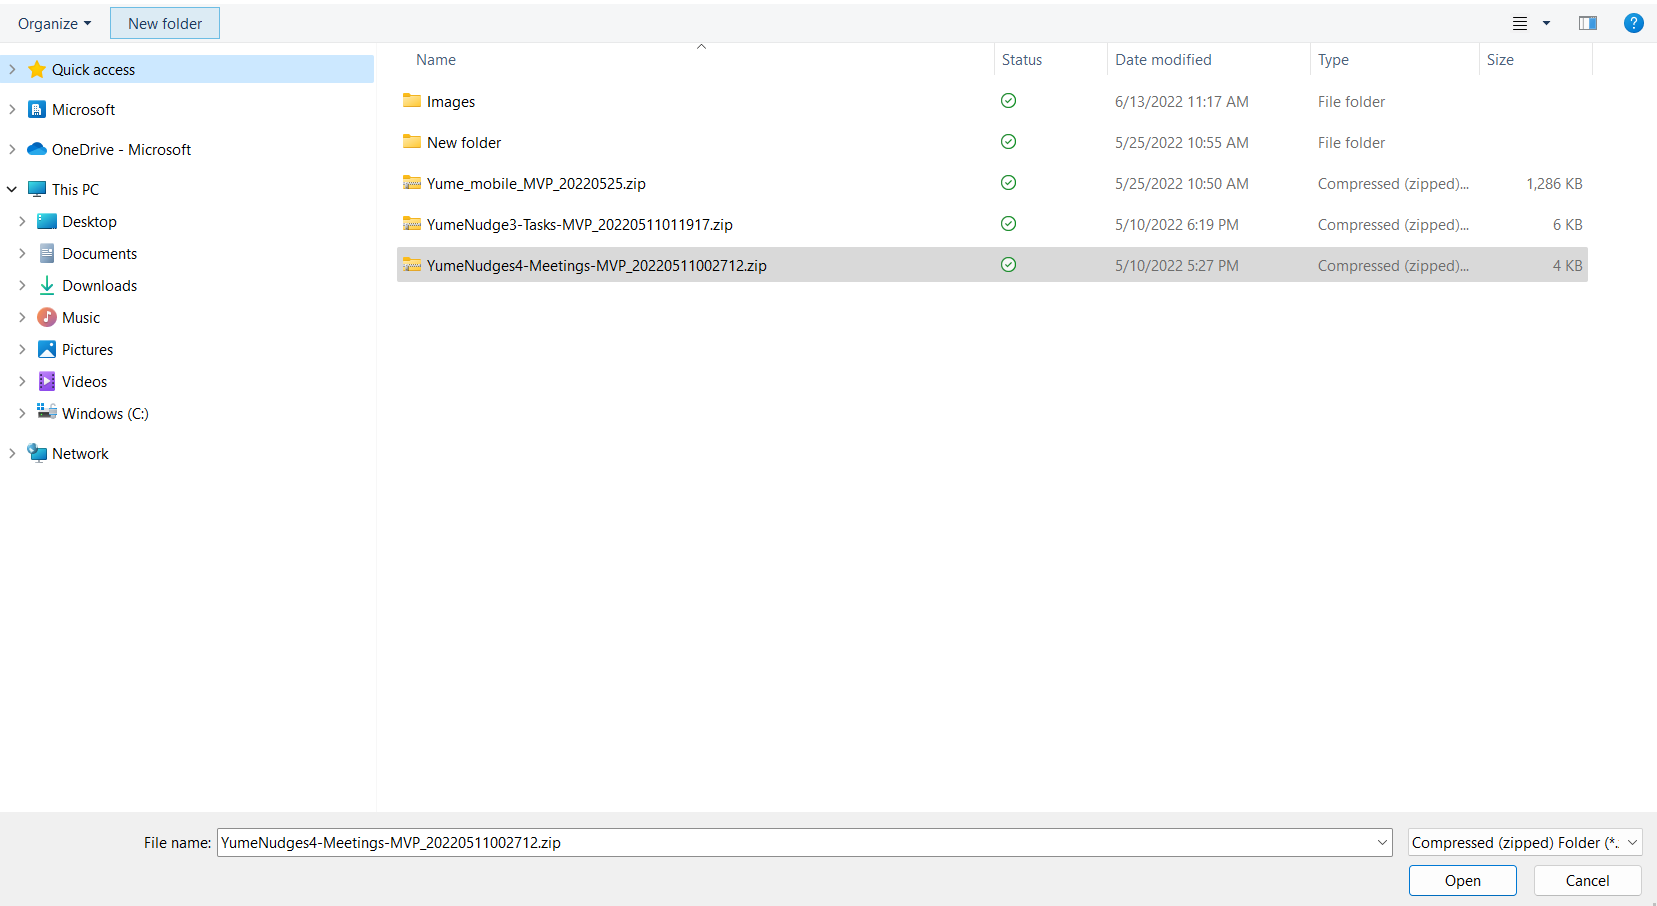 Organize New folder
Name Status Date modified Type Size
Quick access
Microsoft
OneDrive - Microsoft
This PC
Desktop
Documents
Downloads
Music
Pictures
Videos
Windows (C:)
Network
Images 6/13/2022 11:17 AM File folder
New folder 5/25/2022 10:55 AM File folder
Yume_mobile_MVP_20220525.zip 5/25/2022 10:50 AM Compressed (zipped)... 1,286 KB
YumeNudge3-Tasks-MVP_20220511011917.zip 5/10/2022 6:19 PM Compressed (zipped)... 6 KB
YumeNudges4-Meetings-MVP_20220511002712.zip 5/10/2022 5:27 PM Compressed (zipped)... 4 KB
File name: YumeNudges4-Meetings-MVP_20220511002712.zip Compressed (zipped) Folder (*.
Open Cancel